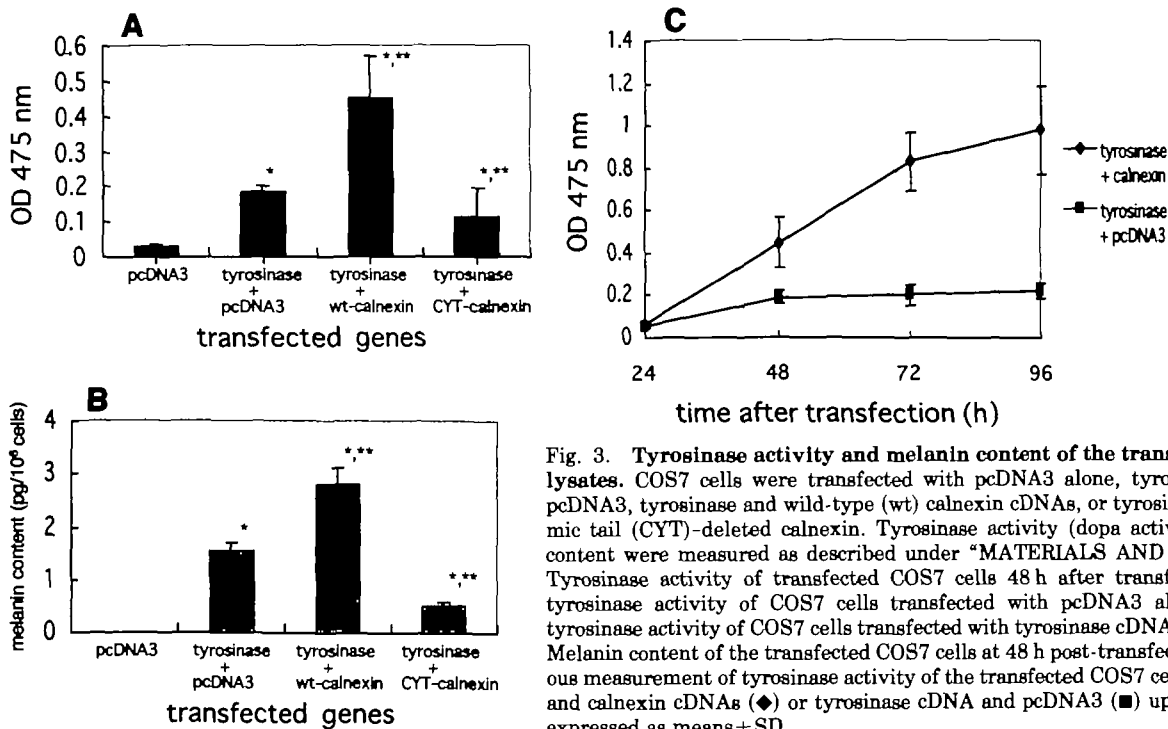 A
0.6
0.5
0.4
0.3
0.2
0.1
0
OD 475 nm
*
*,**
*,**
pcDNA3
tyrosinase + pcDNA3
tyrosinase + wt-calnexin
tyrosinase + CYT-calnexin
transfected genes
B
4
3
2
1
0
melanin content (pg/10⁶ cells)
*
*,**
*,**
pcDNA3
tyrosinase + pcDNA3
tyrosinase + wt-calnexin
tyrosinase + CYT-calnexin
transfected genes
C
1.4
1.2
1
0.8
0.6
0.4
0.2
0
OD 475 nm
24 48 72 96
time after transfection (h)
tyrosinase + calnexin
tyrosinase + pcDNA3
Fig. 3. Tyrosinase activity and melanin content of the trans
lysates. COS7 cells were transfected with pcDNA3 alone, tyro
pcDNA3, tyrosinase and wild-type (wt) calnexin cDNAs, or tyrosi
mic tail (CYT)-deleted calnexin. Tyrosinase activity (dopa activ
content were measured as described under "MATERIALS AND
Tyrosinase activity of transfected COS7 cells 48 h after transf
tyrosinase activity of COS7 cells transfected with pcDNA3 al
tyrosinase activity of COS7 cells transfected with tyrosinase cDNA
Melanin content of the transfected COS7 cells at 48 h post-transfec
ous measurement of tyrosinase activity of the transfected COS7 cel
and calnexin cDNAs (◆) or tyrosinase cDNA and pcDNA3 (■) up
expressed as means±SD